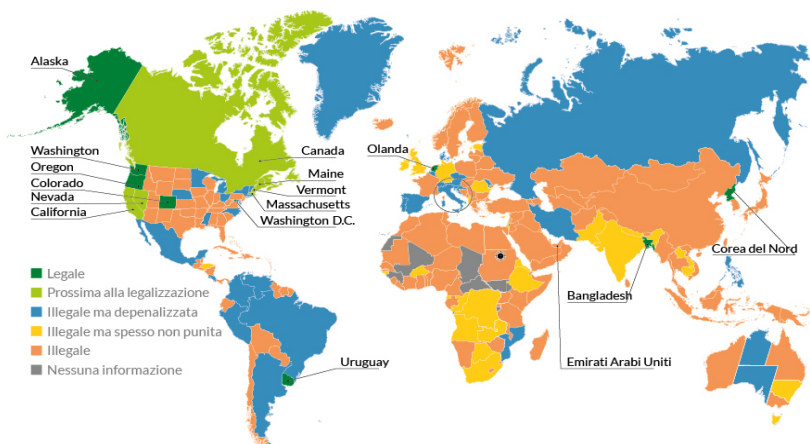 Alaska
Washington
Oregon
Colorado
Nevada
California
Canada
Maine
Vermont
Massachusetts
Washington D.C.
Olanda
Corea del Nord
Bangladesh
Emirati Arabi Uniti
Uruguay
Legale
Prossima alla legalizzazione
Illegale ma depenalizzata
Illegale ma spesso non punita
Illegale
Nessuna informazione